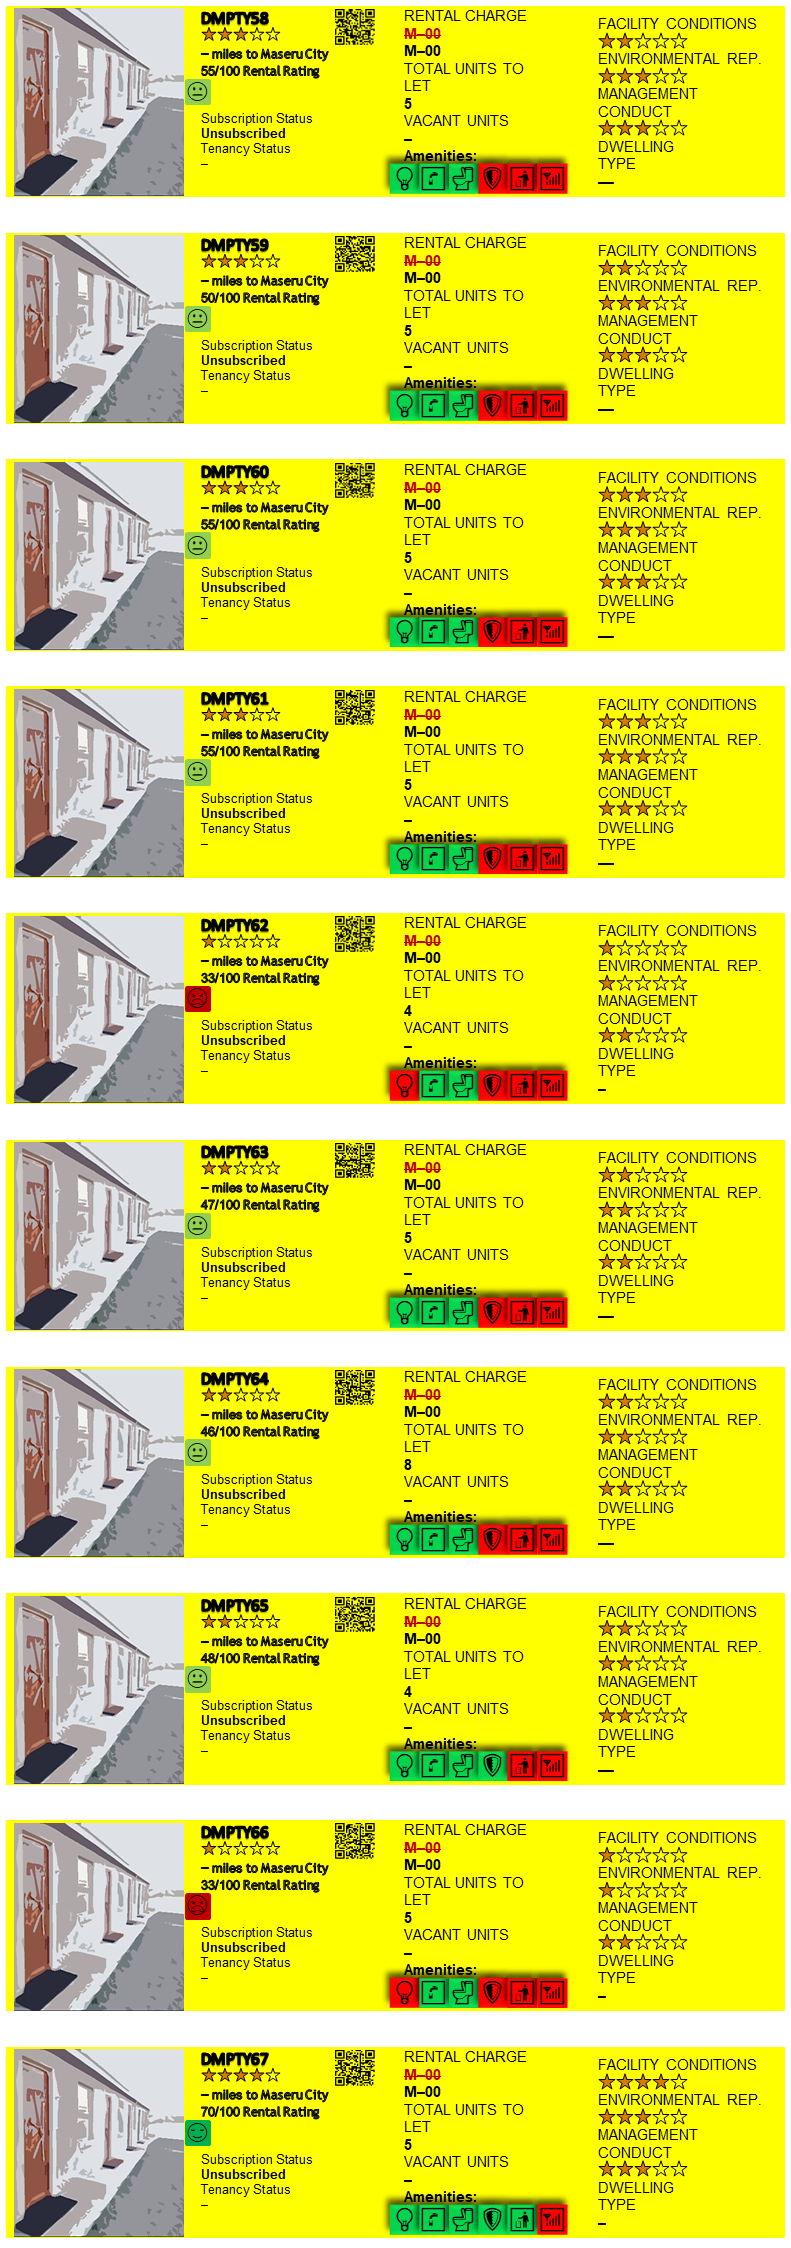 DMPTY58
– miles to Maseru City
55/100 Rental Rating
Subscription Status
Unsubscribed
Tenancy Status
–
RENTAL CHARGE
M–00
M–00
TOTAL UNITS TO
LET
5
VACANT UNITS
–
Amenities:
FACILITY CONDITIONS
ENVIRONMENTAL REP.
MANAGEMENT
CONDUCT
DWELLING
TYPE
—
DMPTY59
– miles to Maseru City
50/100 Rental Rating
Subscription Status
Unsubscribed
Tenancy Status
–
RENTAL CHARGE
M–00
M–00
TOTAL UNITS TO
LET
5
VACANT UNITS
–
Amenities:
FACILITY CONDITIONS
ENVIRONMENTAL REP.
MANAGEMENT
CONDUCT
DWELLING
TYPE
—
DMPTY60
– miles to Maseru City
55/100 Rental Rating
Subscription Status
Unsubscribed
Tenancy Status
–
RENTAL CHARGE
M–00
M–00
TOTAL UNITS TO
LET
5
VACANT UNITS
–
Amenities:
FACILITY CONDITIONS
ENVIRONMENTAL REP.
MANAGEMENT
CONDUCT
DWELLING
TYPE
—
DMPTY61
– miles to Maseru City
55/100 Rental Rating
Subscription Status
Unsubscribed
Tenancy Status
–
RENTAL CHARGE
M–00
M–00
TOTAL UNITS TO
LET
5
VACANT UNITS
–
Amenities:
FACILITY CONDITIONS
ENVIRONMENTAL REP.
MANAGEMENT
CONDUCT
DWELLING
TYPE
—
DMPTY62
– miles to Maseru City
33/100 Rental Rating
Subscription Status
Unsubscribed
Tenancy Status
–
RENTAL CHARGE
M–00
M–00
TOTAL UNITS TO
LET
4
VACANT UNITS
–
Amenities:
FACILITY CONDITIONS
ENVIRONMENTAL REP.
MANAGEMENT
CONDUCT
DWELLING
TYPE
–
DMPTY63
– miles to Maseru City
47/100 Rental Rating
Subscription Status
Unsubscribed
Tenancy Status
–
RENTAL CHARGE
M–00
M–00
TOTAL UNITS TO
LET
5
VACANT UNITS
–
Amenities:
FACILITY CONDITIONS
ENVIRONMENTAL REP.
MANAGEMENT
CONDUCT
DWELLING
TYPE
—
DMPTY64
– miles to Maseru City
46/100 Rental Rating
Subscription Status
Unsubscribed
Tenancy Status
–
RENTAL CHARGE
M–00
M–00
TOTAL UNITS TO
LET
8
VACANT UNITS
–
Amenities:
FACILITY CONDITIONS
ENVIRONMENTAL REP.
MANAGEMENT
CONDUCT
DWELLING
TYPE
—
DMPTY65
– miles to Maseru City
48/100 Rental Rating
Subscription Status
Unsubscribed
Tenancy Status
–
RENTAL CHARGE
M–00
M–00
TOTAL UNITS TO
LET
4
VACANT UNITS
–
Amenities:
FACILITY CONDITIONS
ENVIRONMENTAL REP.
MANAGEMENT
CONDUCT
DWELLING
TYPE
—
DMPTY66
– miles to Maseru City
33/100 Rental Rating
Subscription Status
Unsubscribed
Tenancy Status
–
RENTAL CHARGE
M–00
M–00
TOTAL UNITS TO
LET
5
VACANT UNITS
–
Amenities:
FACILITY CONDITIONS
ENVIRONMENTAL REP.
MANAGEMENT
CONDUCT
DWELLING
TYPE
–
DMPTY67
– miles to Maseru City
70/100 Rental Rating
Subscription Status
Unsubscribed
Tenancy Status
–
RENTAL CHARGE
M–00
M–00
TOTAL UNITS TO
LET
5
VACANT UNITS
–
Amenities:
FACILITY CONDITIONS
ENVIRONMENTAL REP.
MANAGEMENT
CONDUCT
DWELLING
TYPE
–